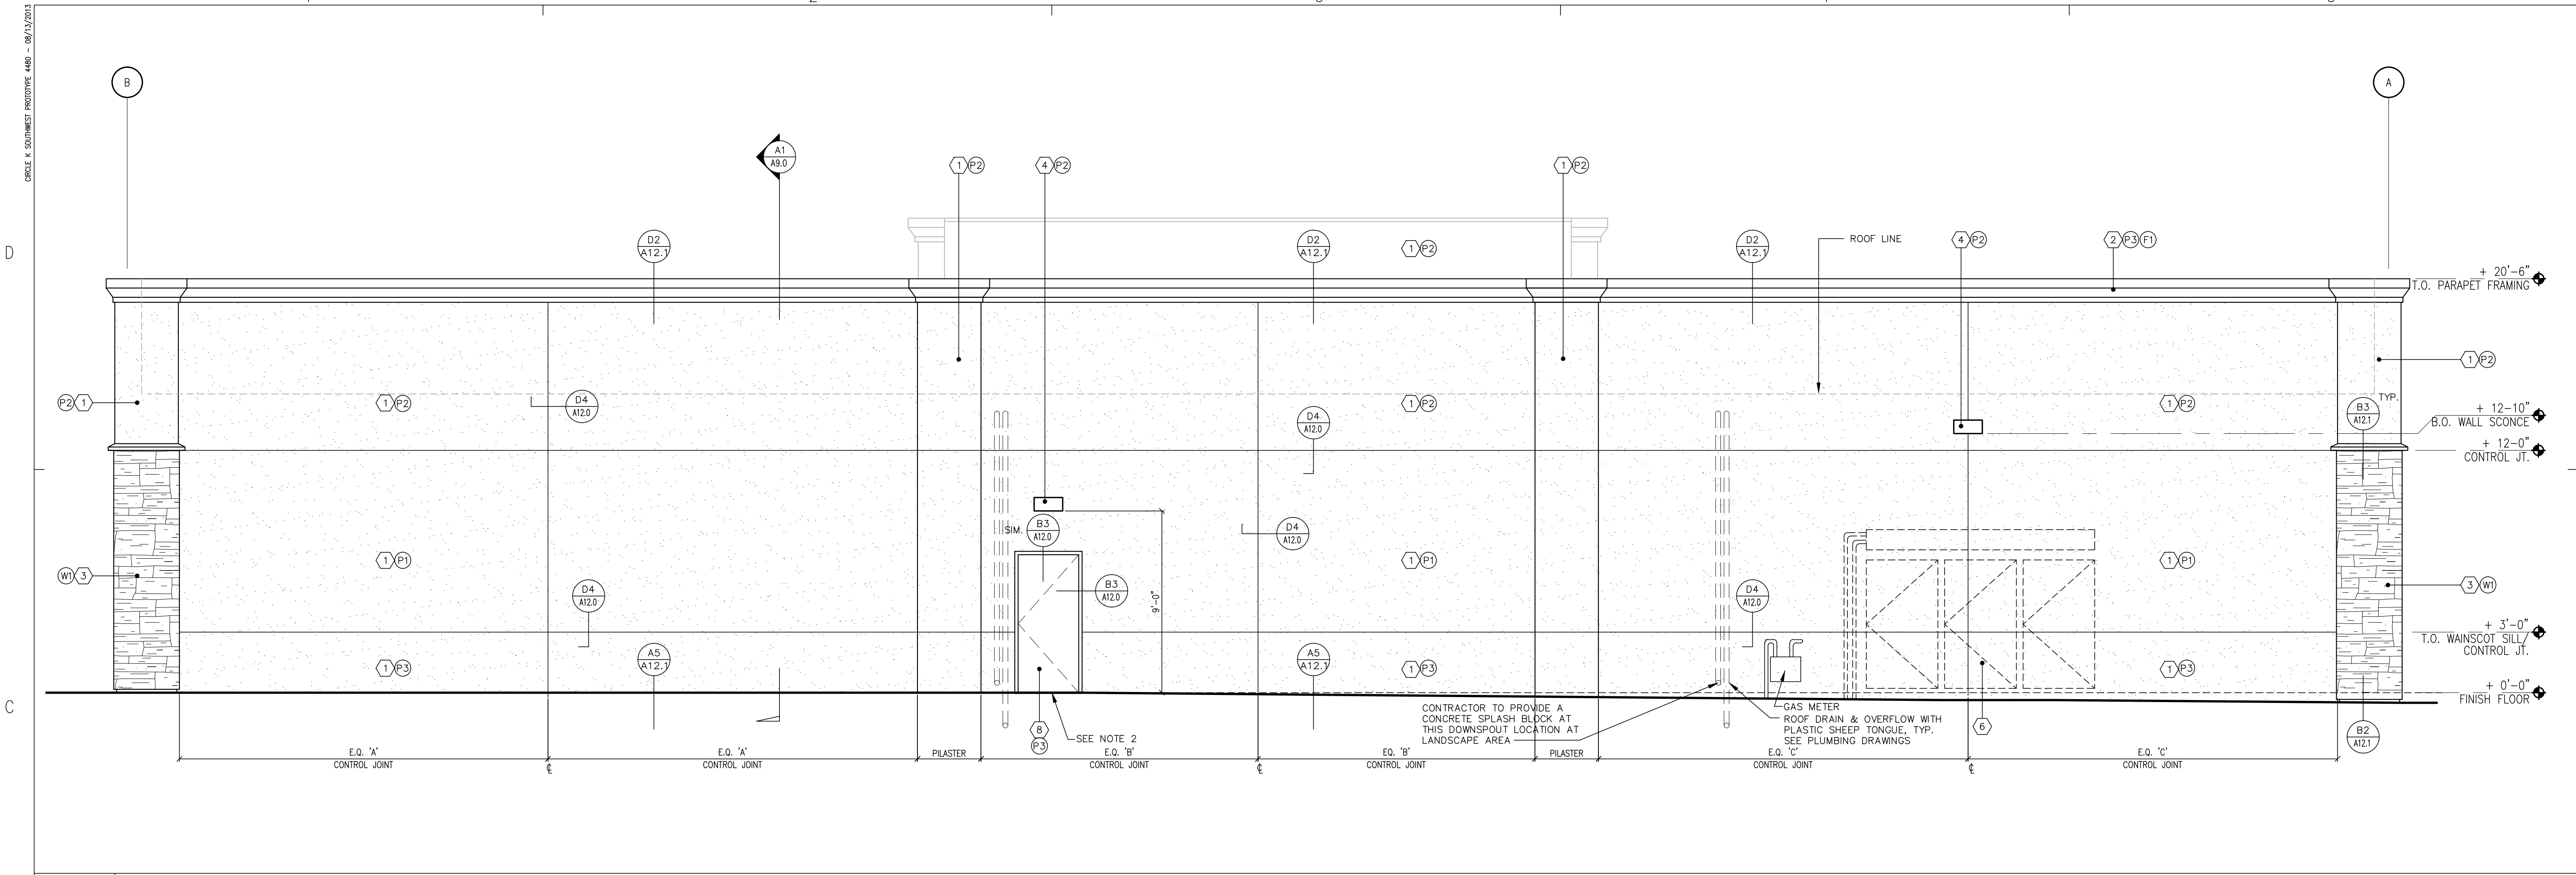 CIRCLE K SOUTHWEST PROTOTYPE 4480 - 08/13/2013
B
A
A1
A9.0
1 P2
4 P2
1 P2
D
D2
A12.1
D2
A12.1
1 P2
D2
A12.1
ROOF LINE
4 P2
2 P3 F1
+ 20'-6"
T.O. PARAPET FRAMING
1 P2
P2 1
1 P2
D4
A12.0
1 P2
D4
A12.0
1 P2
TYP.
B3
A12.1
+ 12-10"
B.O. WALL SCONCE
+ 12-0"
CONTROL JT.
SIM.
B3
A12.0
D4
A12.0
1 P1
1 P1
1 P1
W1 3
D4
A12.0
B3
A12.0
9'-0"
D4
A12.0
3 W1
+ 3'-0"
T.O. WAINSCOT SILL/
CONTROL JT.
1 P3
A5
A12.1
A5
A12.1
1 P3
1 P3
+ 0'-0"
FINISH FLOOR
C
8
P3
SEE NOTE 2
CONTRACTOR TO PROVIDE A
CONCRETE SPLASH BLOCK AT
THIS DOWNSPOUT LOCATION AT
LANDSCAPE AREA
GAS METER
ROOF DRAIN & OVERFLOW WITH
PLASTIC SHEEP TONGUE, TYP.
SEE PLUMBING DRAWINGS
6
B2
A12.1
E.Q. 'A'
CONTROL JOINT
E.Q. 'A'
CONTROL JOINT
PILASTER
E.Q. 'B'
CONTROL JOINT
EQ. 'B'
CONTROL JOINT
PILASTER
E.Q. 'C'
CONTROL JOINT
E.Q. 'C'
CONTROL JOINT